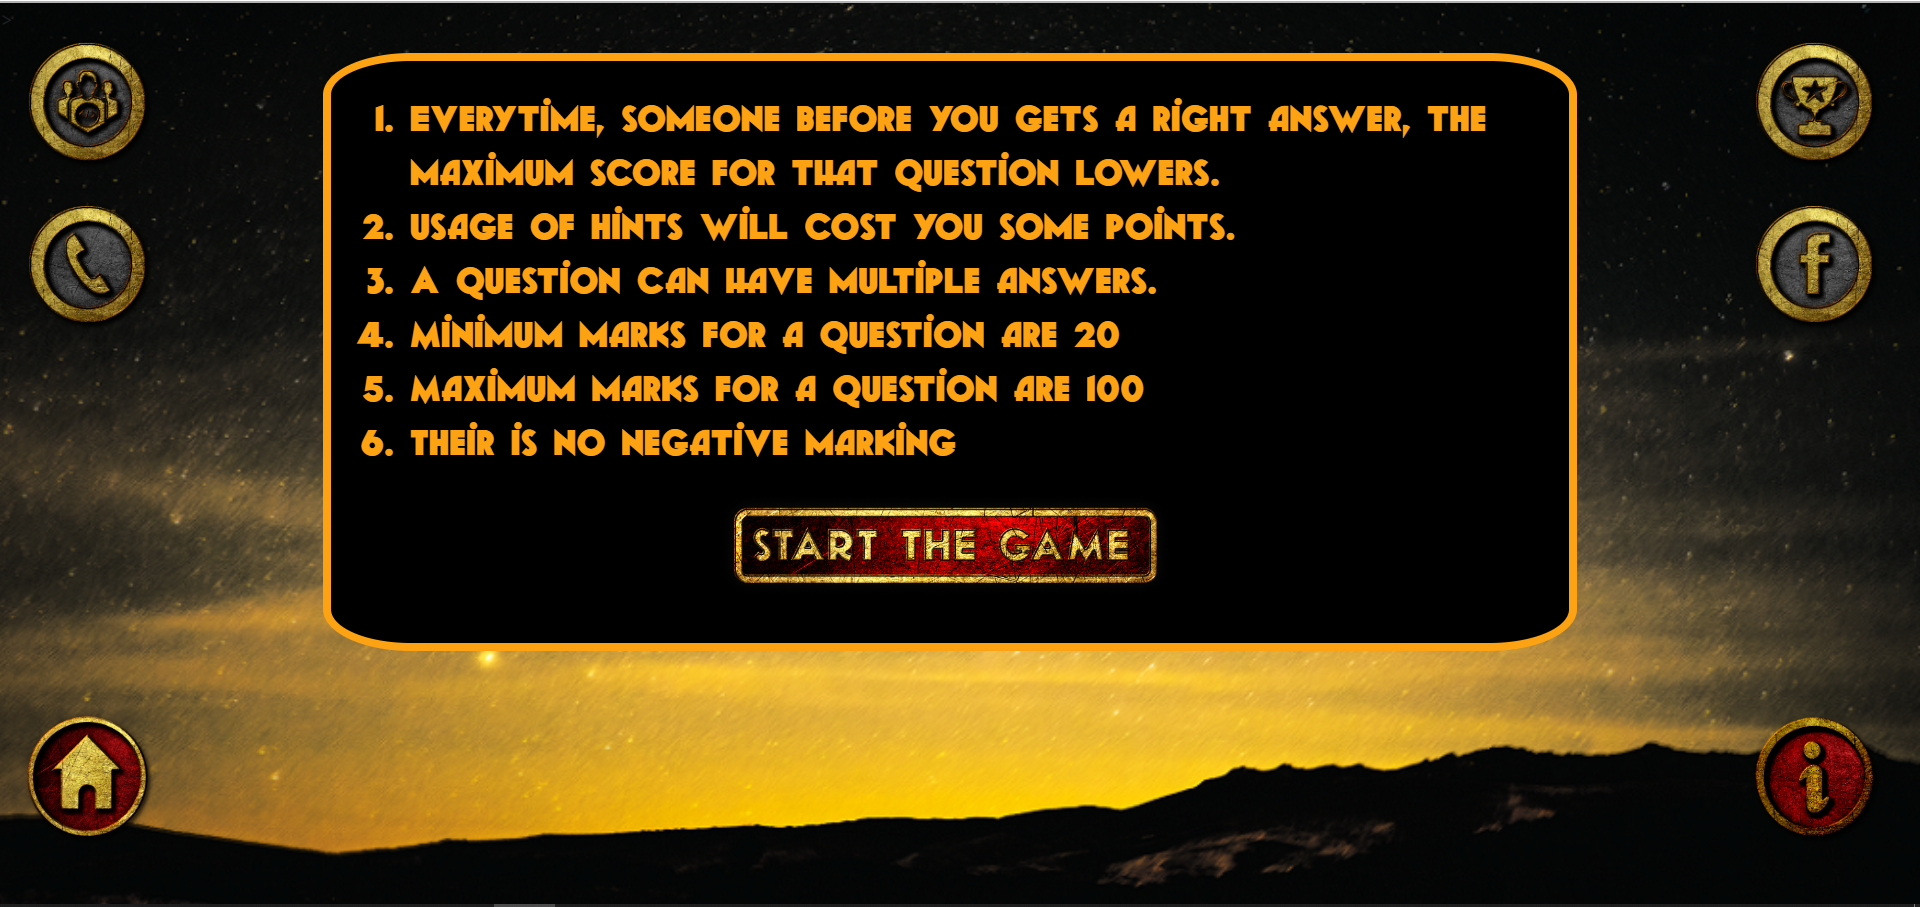 1. EVERYTIME, SOMEONE BEFORE YOU GETS A RIGHT ANSWER, THE
MAXIMUM SCORE FOR THAT QUESTION LOWERS.
2. USAGE OF HINTS WILL COST YOU SOME POINTS.
3. A QUESTION CAN HAVE MULTIPLE ANSWERS.
4. MINIMUM MARKS FOR A QUESTION ARE 20
5. MAXIMUM MARKS FOR A QUESTION ARE 100
6. THEIR IS NO NEGATIVE MARKING
START THE GAME